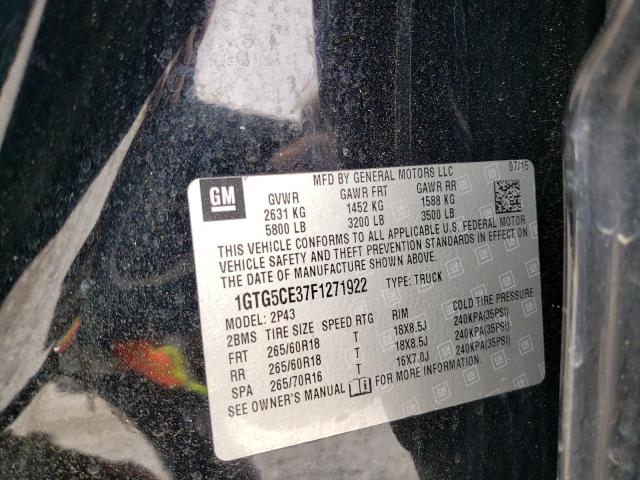 MFD BY GENERAL MOTORS LLC 07/15
GM
GVWR GAWR FRT GAWR RR
2631 KG 1452 KG 1588 KG
5800 LB 3200 LB 3500 LB
THIS VEHICLE CONFORMS TO ALL APPLICABLE U.S. FEDERAL MOTOR
VEHICLE SAFETY AND THEFT PREVENTION STANDARDS IN EFFECT ON
THE DATE OF MANUFACTURE SHOWN ABOVE.
1GTG5CE37F1271922 TYPE: TRUCK
MODEL: 2P43
2BMS TIRE SIZE SPEED RTG RIM COLD TIRE PRESSURE
FRT 265/60R18 T 18X8.5J 240KPA(35PSI)
RR 265/60R18 T 18X8.5J 240KPA(35PSI)
SPA 265/70R16 T 16X7.0J 240KPA(35PSI)
SEE OWNER'S MANUAL FOR MORE INFORMATION.